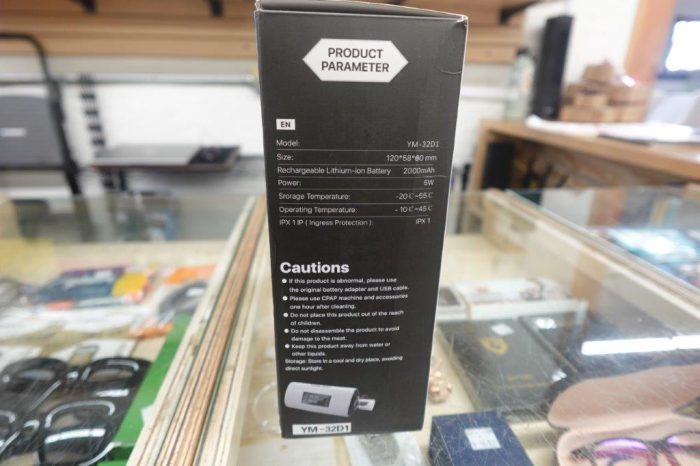 PRODUCT
PARAMETER
EN
Model: YM-32D1
Size: 120*58*60 mm
Rechargeable Lithium-ion Battery 2000mAh
Power: 5W
Srorage Temperature: -20℃~55℃
Operating Temperature: - 10℃~45℃
IPX 1 IP ( Ingress Protection ): IPX 1
Cautions
● If this product is abnormal, please use
the original battery adapter and USB cable.
● Please use CPAP machine and accessories
one hour after cleaning.
● Do not place this product out of the reach
of children.
● Do not disassemble the product to avoid
damage to the meat.
● Keep this product away from water or
other liquids.
Storage: Store in a cool and dry place, avoiding
direct sunlight.
YM-32D1